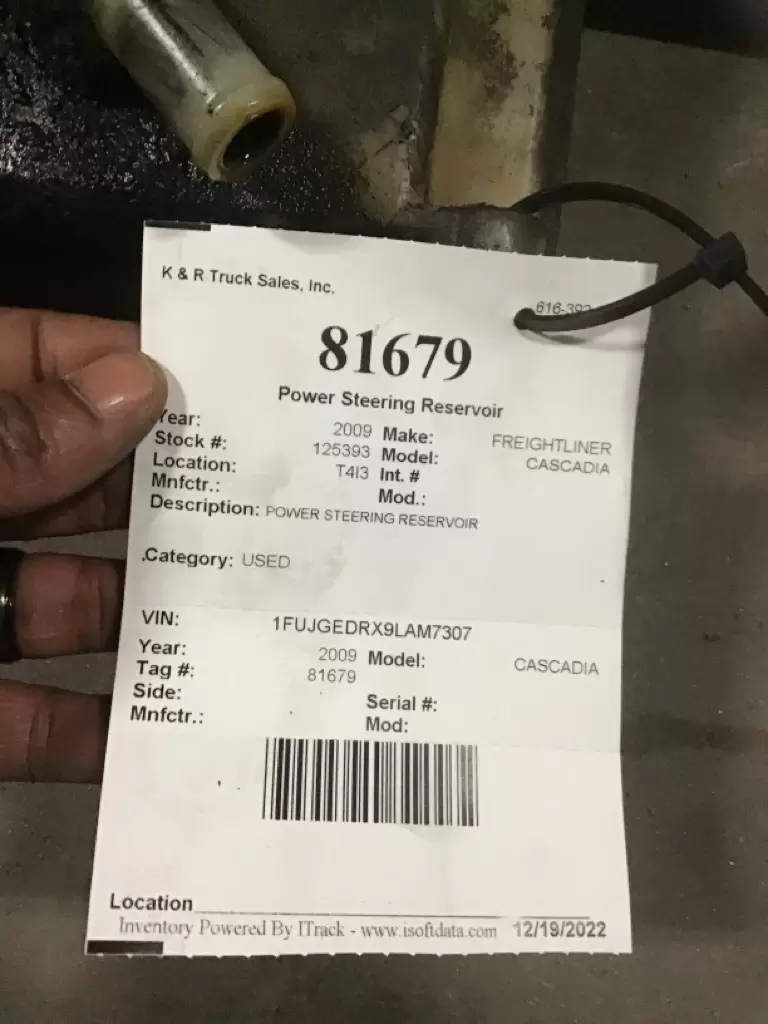 K & R Truck Sales, Inc.
616-392
81679
Power Steering Reservoir
Year: 2009 Make: FREIGHTLINER
Stock #: 125393 Model: CASCADIA
Location: T4I3 Int. #
Mnfctr.: Mod.:
Description: POWER STEERING RESERVOIR
Category: USED
VIN: 1FUJGEDRX9LAM7307
Year: 2009 Model: CASCADIA
Tag #: 81679
Side: Serial #:
Mnfctr.: Mod:
Location
Inventory Powered By ITrack - www.isoftdata.com 12/19/2022